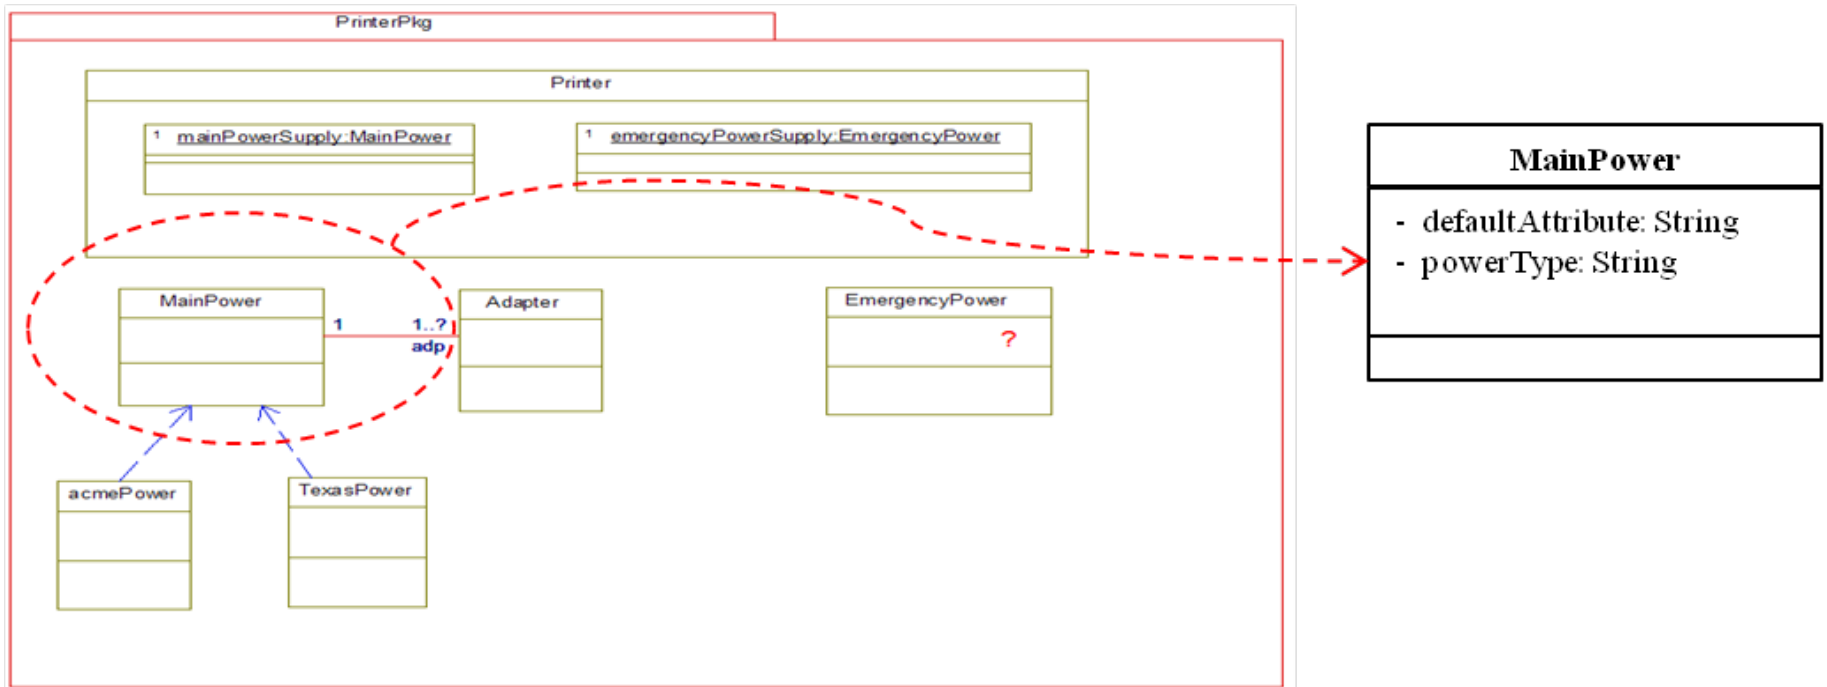 PrinterPkg
Printer
1 mainPowerSupply:MainPower
1 emergencyPowerSupply:EmergencyPower
MainPower
- defaultAttribute: String
- powerType: String
MainPower
1
1..?
adp
Adapter
EmergencyPower
?
acmePower
TexasPower